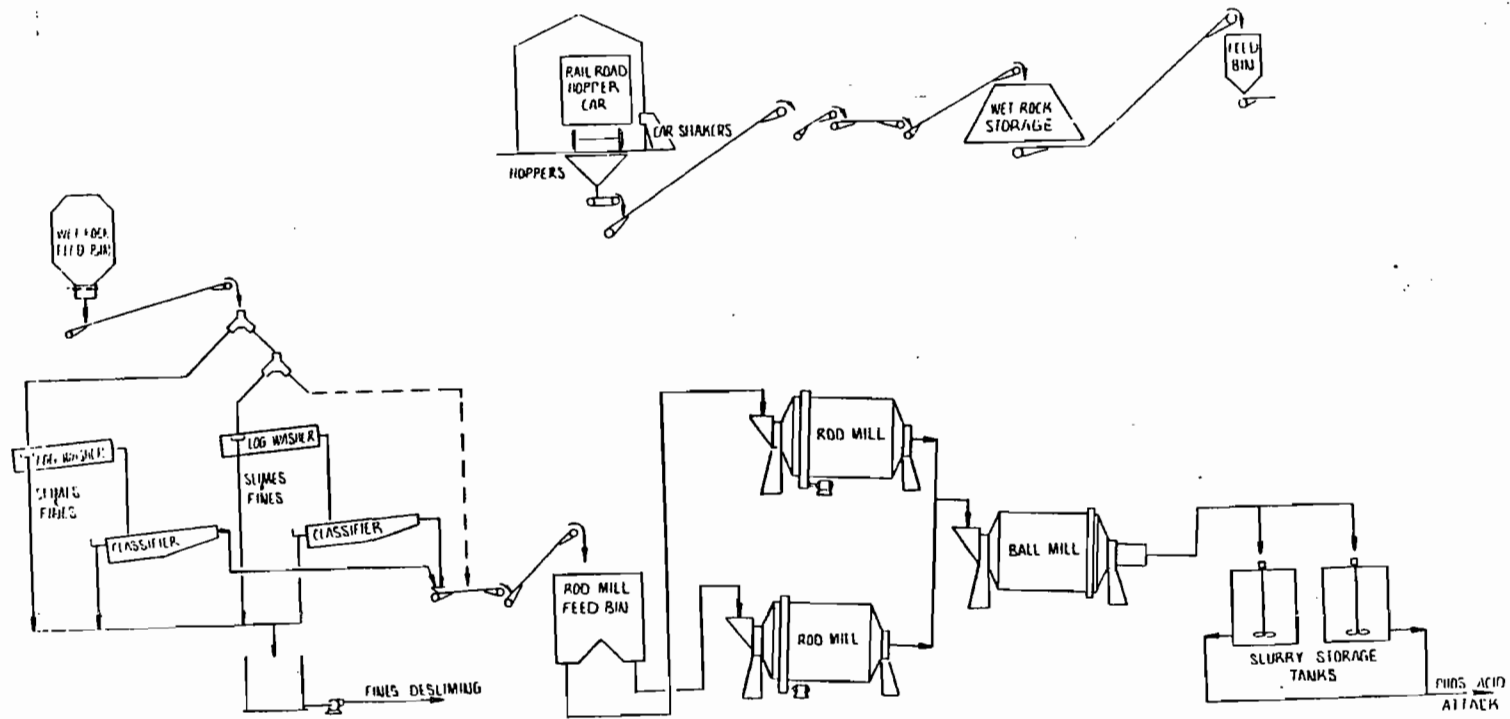 RAIL ROAD
HOPPER
CAR
CAR SHAKERS
HOPPERS
WET ROCK
STORAGE
FEED
BIN
WET ROCK
FEED BIN
LOG WASHER
SLIMES
FINES
CLASSIFIER
LOG WASHER
SLIMES
FINES
CLASSIFIER
FINES DESLIMING
ROD MILL
FEED BIN
ROD MILL
ROD MILL
BALL MILL
SLURRY STORAGE
TANKS
PHOS ACID
ATTACK